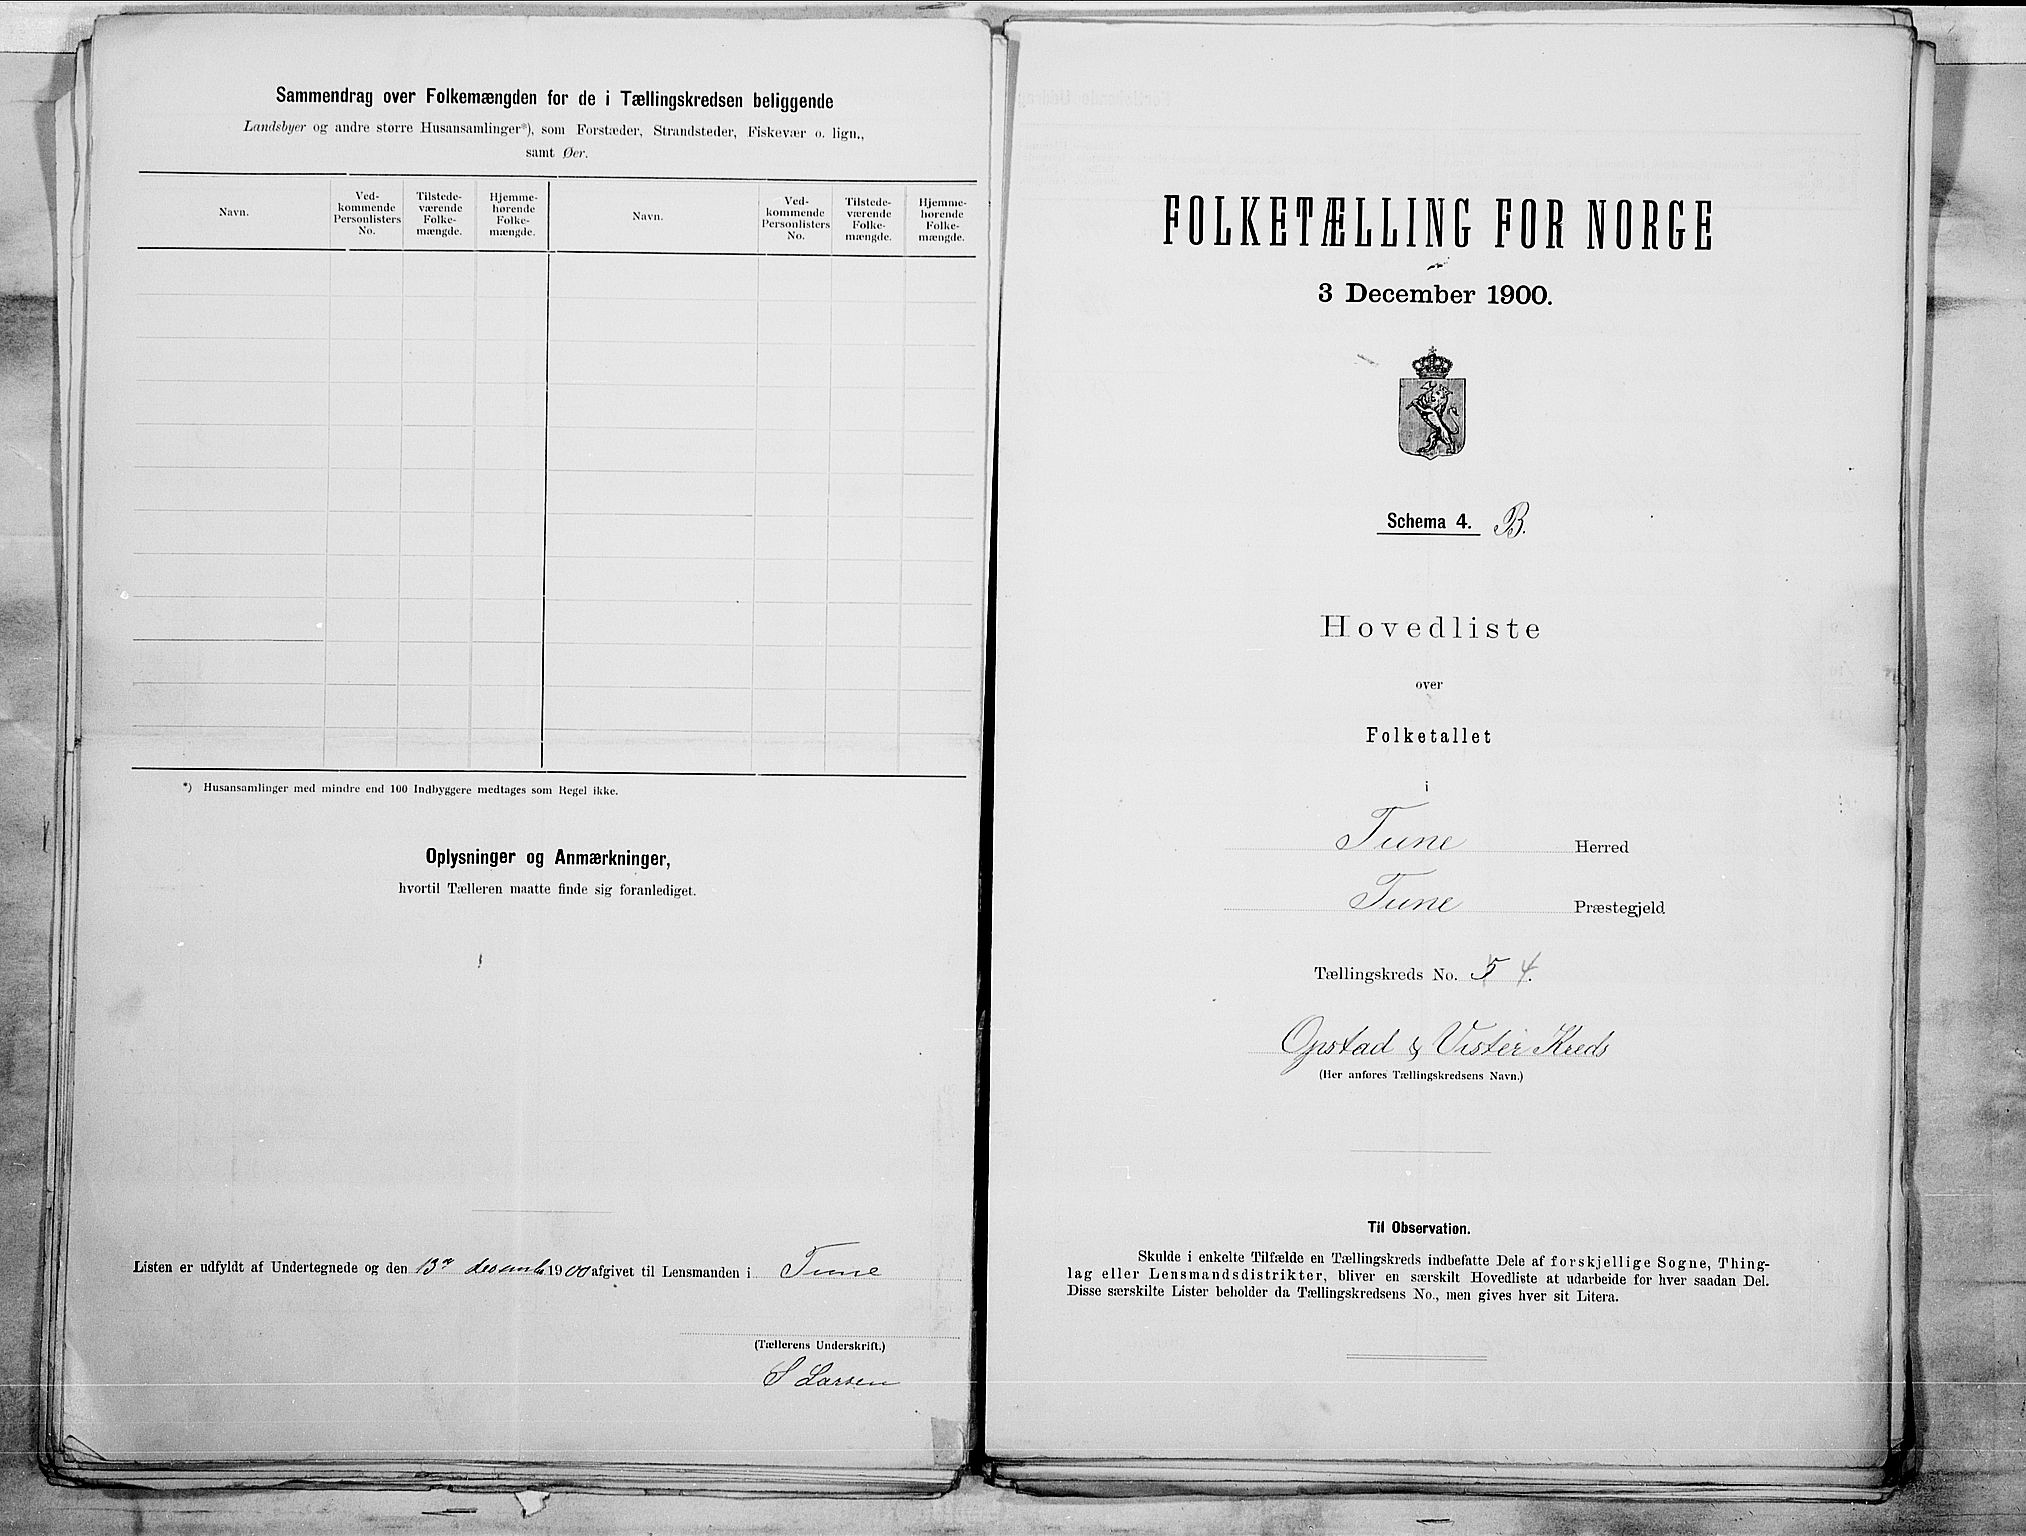 Sammendrag over Folkemængden for de i Tællingskredsen beliggende
Landsbyer og andre større Husansamlinger*), som Forstæder, Strandsteder, Fiskevær o. lign.,
samt Øer.
Navn.
Ved-
kommende
Personlisters
No.
Tilstede-
værende
Folke-
mængde.
Hjemme-
hørende
Folke-
mængde.
Navn.
Ved-
kommende
Personlisters
No.
Tilstede-
værende
Folke-
mængde.
Hjemme-
hørende
Folke-
mængde.
*) Husansamlinger med mindre end 100 Indbyggere medtages som Regel ikke.
Oplysninger og Anmærkninger,
hvortil Tælleren maatte finde sig foranlediget.
Listen er udfyldt af Undertegnede og den 13 1900 afgivet til Lensmanden i Tune
(Tællerens Underskrift.)
S Larsen
FOLKETÆLLING FOR NORGE
3 December 1900.
Schema 4. B.
Hovedliste
over
Folketallet
i
Tune Herred
Tune Præstegjeld
Tællingskreds No. 5 4.
Opstad & Vister Kreds
(Her anføres Tællingskredsens Navn.)
Til Observation.
Skulde i enkelte Tilfælde en Tællingskreds indbefatte Dele af forskjellige Sogne, Thing-
lag eller Lensmandsdistrikter, bliver en særskilt Hovedliste at udarbeide for hver saadan Del.
Disse særskilte Lister beholder da Tællingskredsens No., men gives hver sit Litera.